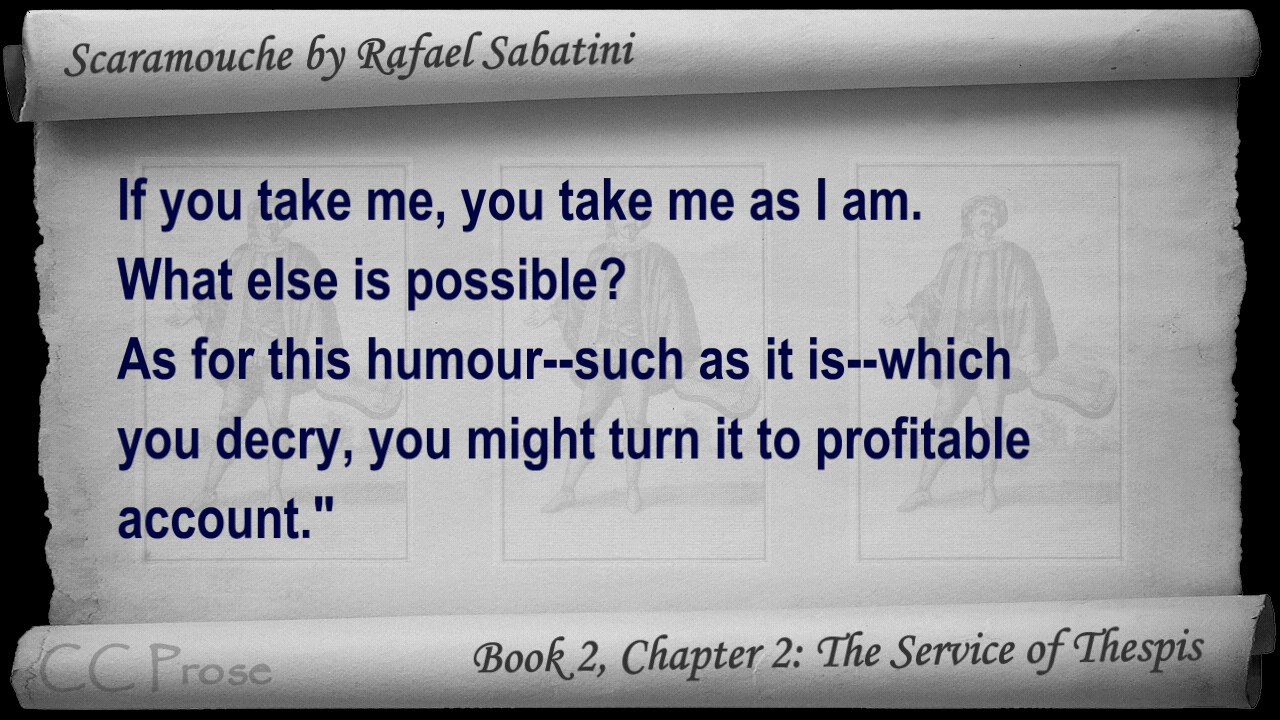 Scaramouche by Rafael Sabatini
If you take me, you take me as I am.
What else is possible?
As for this humour--such as it is--which
you decry, you might turn it to profitable
account."
CC Prose
Book 2, Chapter 2: The Service of Thespis